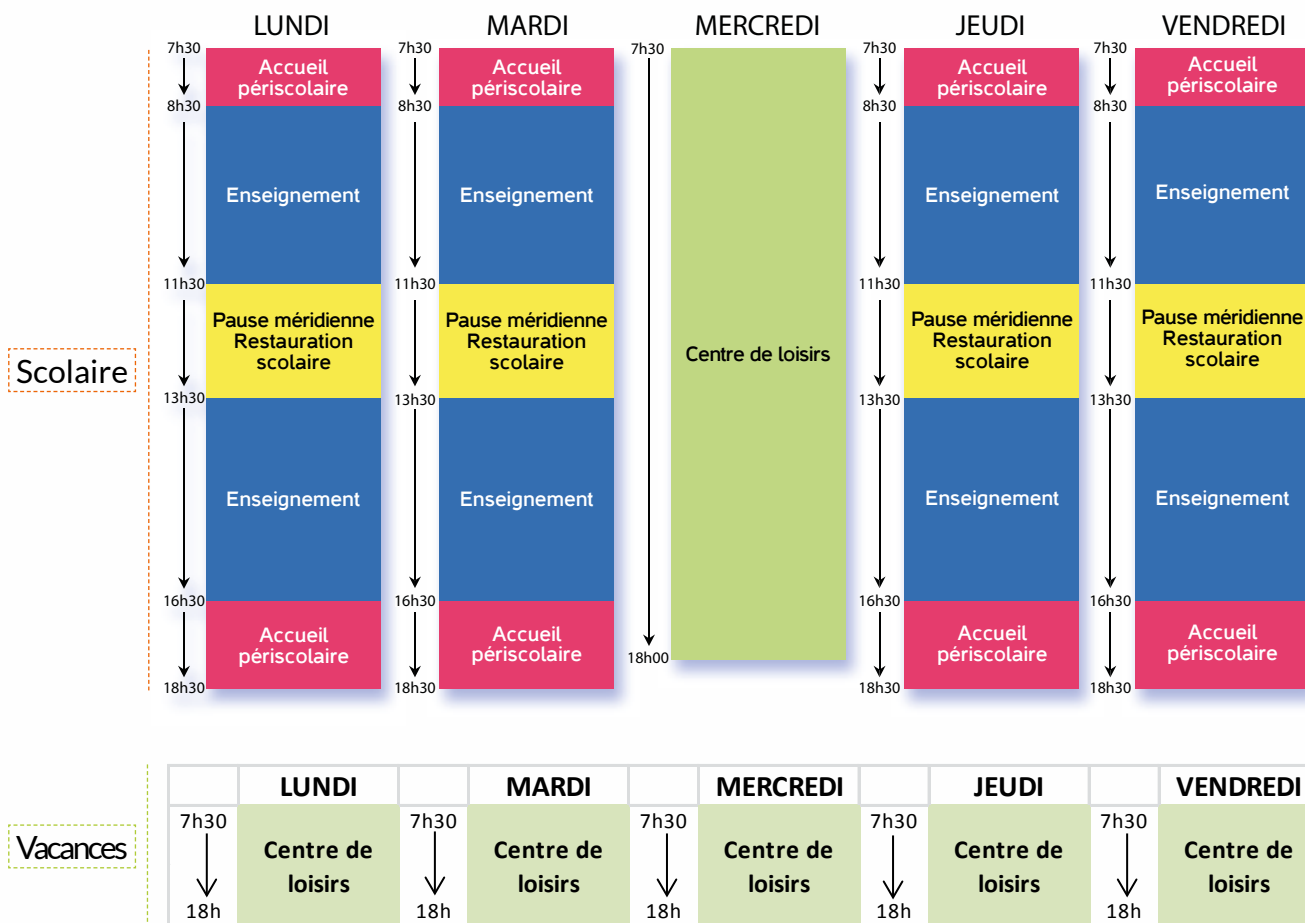 LUNDI
MARDI
MERCREDI
JEUDI
VENDREDI
Scolaire
7h30
Accueil
périscolaire
8h30
Enseignement
11h30
Pause méridienne
Restauration
scolaire
13h30
Enseignement
16h30
Accueil
périscolaire
18h30
7h30
Accueil
périscolaire
8h30
Enseignement
11h30
Pause méridienne
Restauration
scolaire
13h30
Enseignement
16h30
Accueil
périscolaire
18h30
7h30
Centre de loisirs
18h00
7h30
Accueil
périscolaire
8h30
Enseignement
11h30
Pause méridienne
Restauration
scolaire
13h30
Enseignement
16h30
Accueil
périscolaire
18h30
7h30
Accueil
périscolaire
8h30
Enseignement
11h30
Pause méridienne
Restauration
scolaire
13h30
Enseignement
16h30
Accueil
périscolaire
18h30
Vacances
LUNDI
MARDI
MERCREDI
JEUDI
VENDREDI
7h30
Centre de
loisirs
18h
7h30
Centre de
loisirs
18h
7h30
Centre de
loisirs
18h
7h30
Centre de
loisirs
18h
7h30
Centre de
loisirs
18h